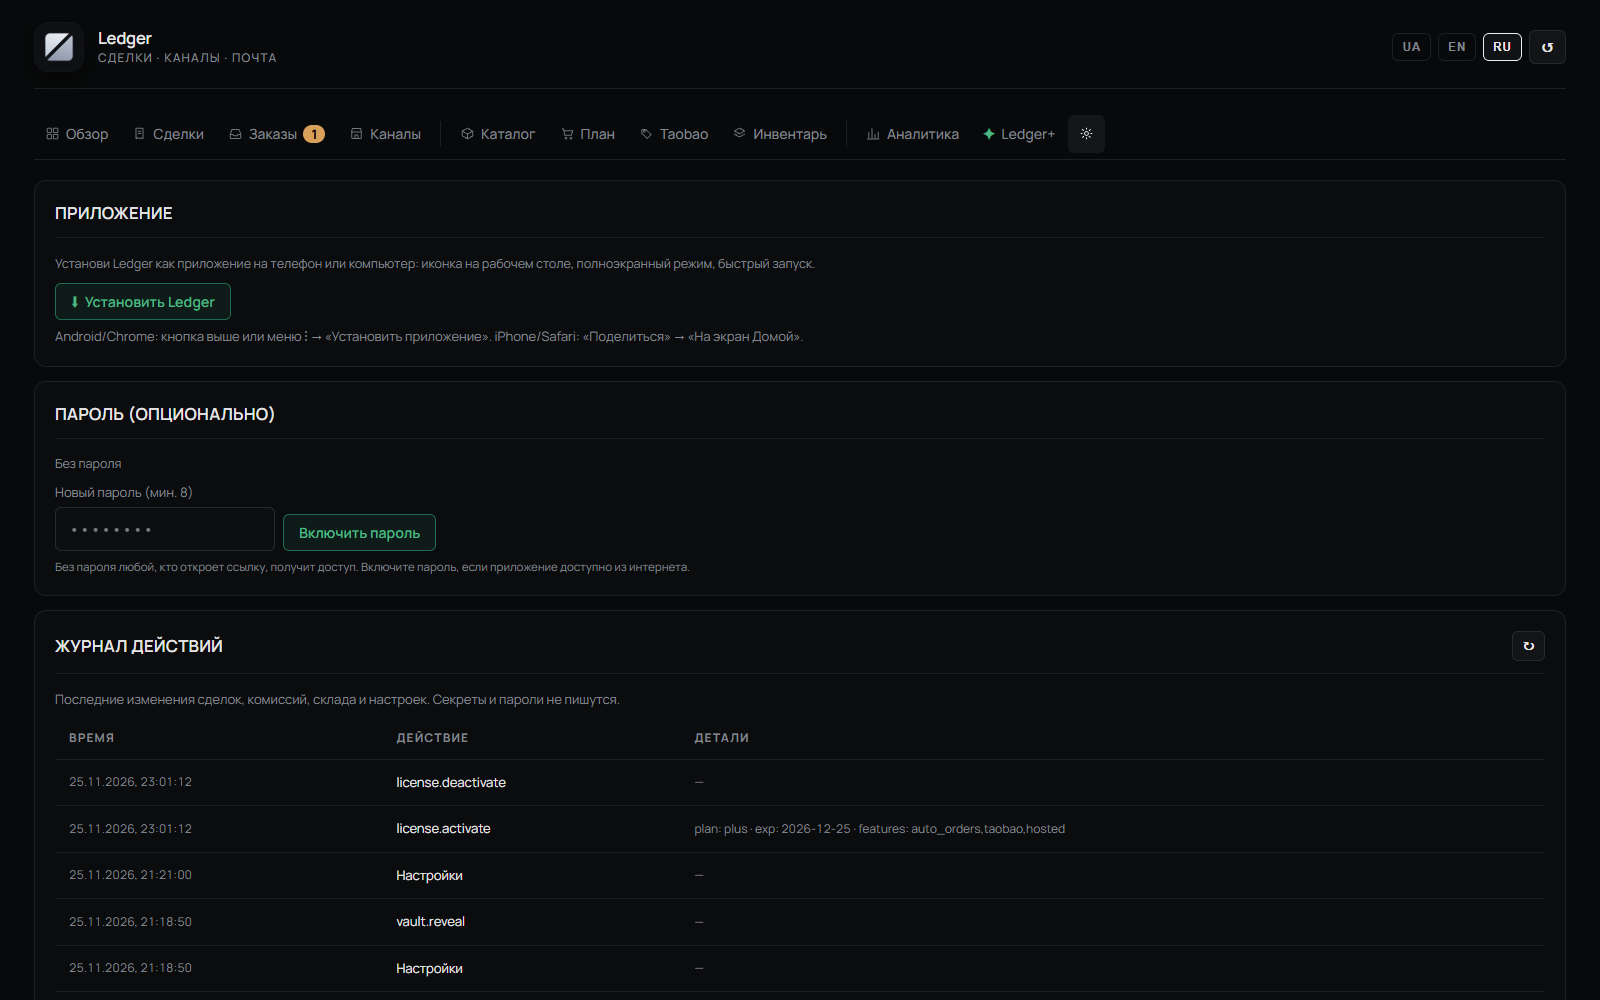 Ledger
СДЕЛКИ · КАНАЛЫ · ПОЧТА
UA EN RU
Обзор Сделки Заказы 1 Каналы Каталог План Taobao Инвентарь Аналитика Ledger+
ПРИЛОЖЕНИЕ
Установи Ledger как приложение на телефон или компьютер: иконка на рабочем столе, полноэкранный режим, быстрый запуск.
⬇ Установить Ledger
Android/Chrome: кнопка выше или меню ⋮ → «Установить приложение». iPhone/Safari: «Поделиться» → «На экран Домой».
ПАРОЛЬ (ОПЦИОНАЛЬНО)
Без пароля
Новый пароль (мин. 8)
••••••••
Включить пароль
Без пароля любой, кто откроет ссылку, получит доступ. Включите пароль, если приложение доступно из интернета.
ЖУРНАЛ ДЕЙСТВИЙ
Последние изменения сделок, комиссий, склада и настроек. Секреты и пароли не пишутся.
ВРЕМЯ ДЕЙСТВИЕ ДЕТАЛИ
25.11.2026, 23:01:12 license.deactivate —
25.11.2026, 23:01:12 license.activate plan: plus · exp: 2026-12-25 · features: auto_orders,taobao,hosted
25.11.2026, 21:21:00 Настройки —
25.11.2026, 21:18:50 vault.reveal —
25.11.2026, 21:18:50 Настройки —